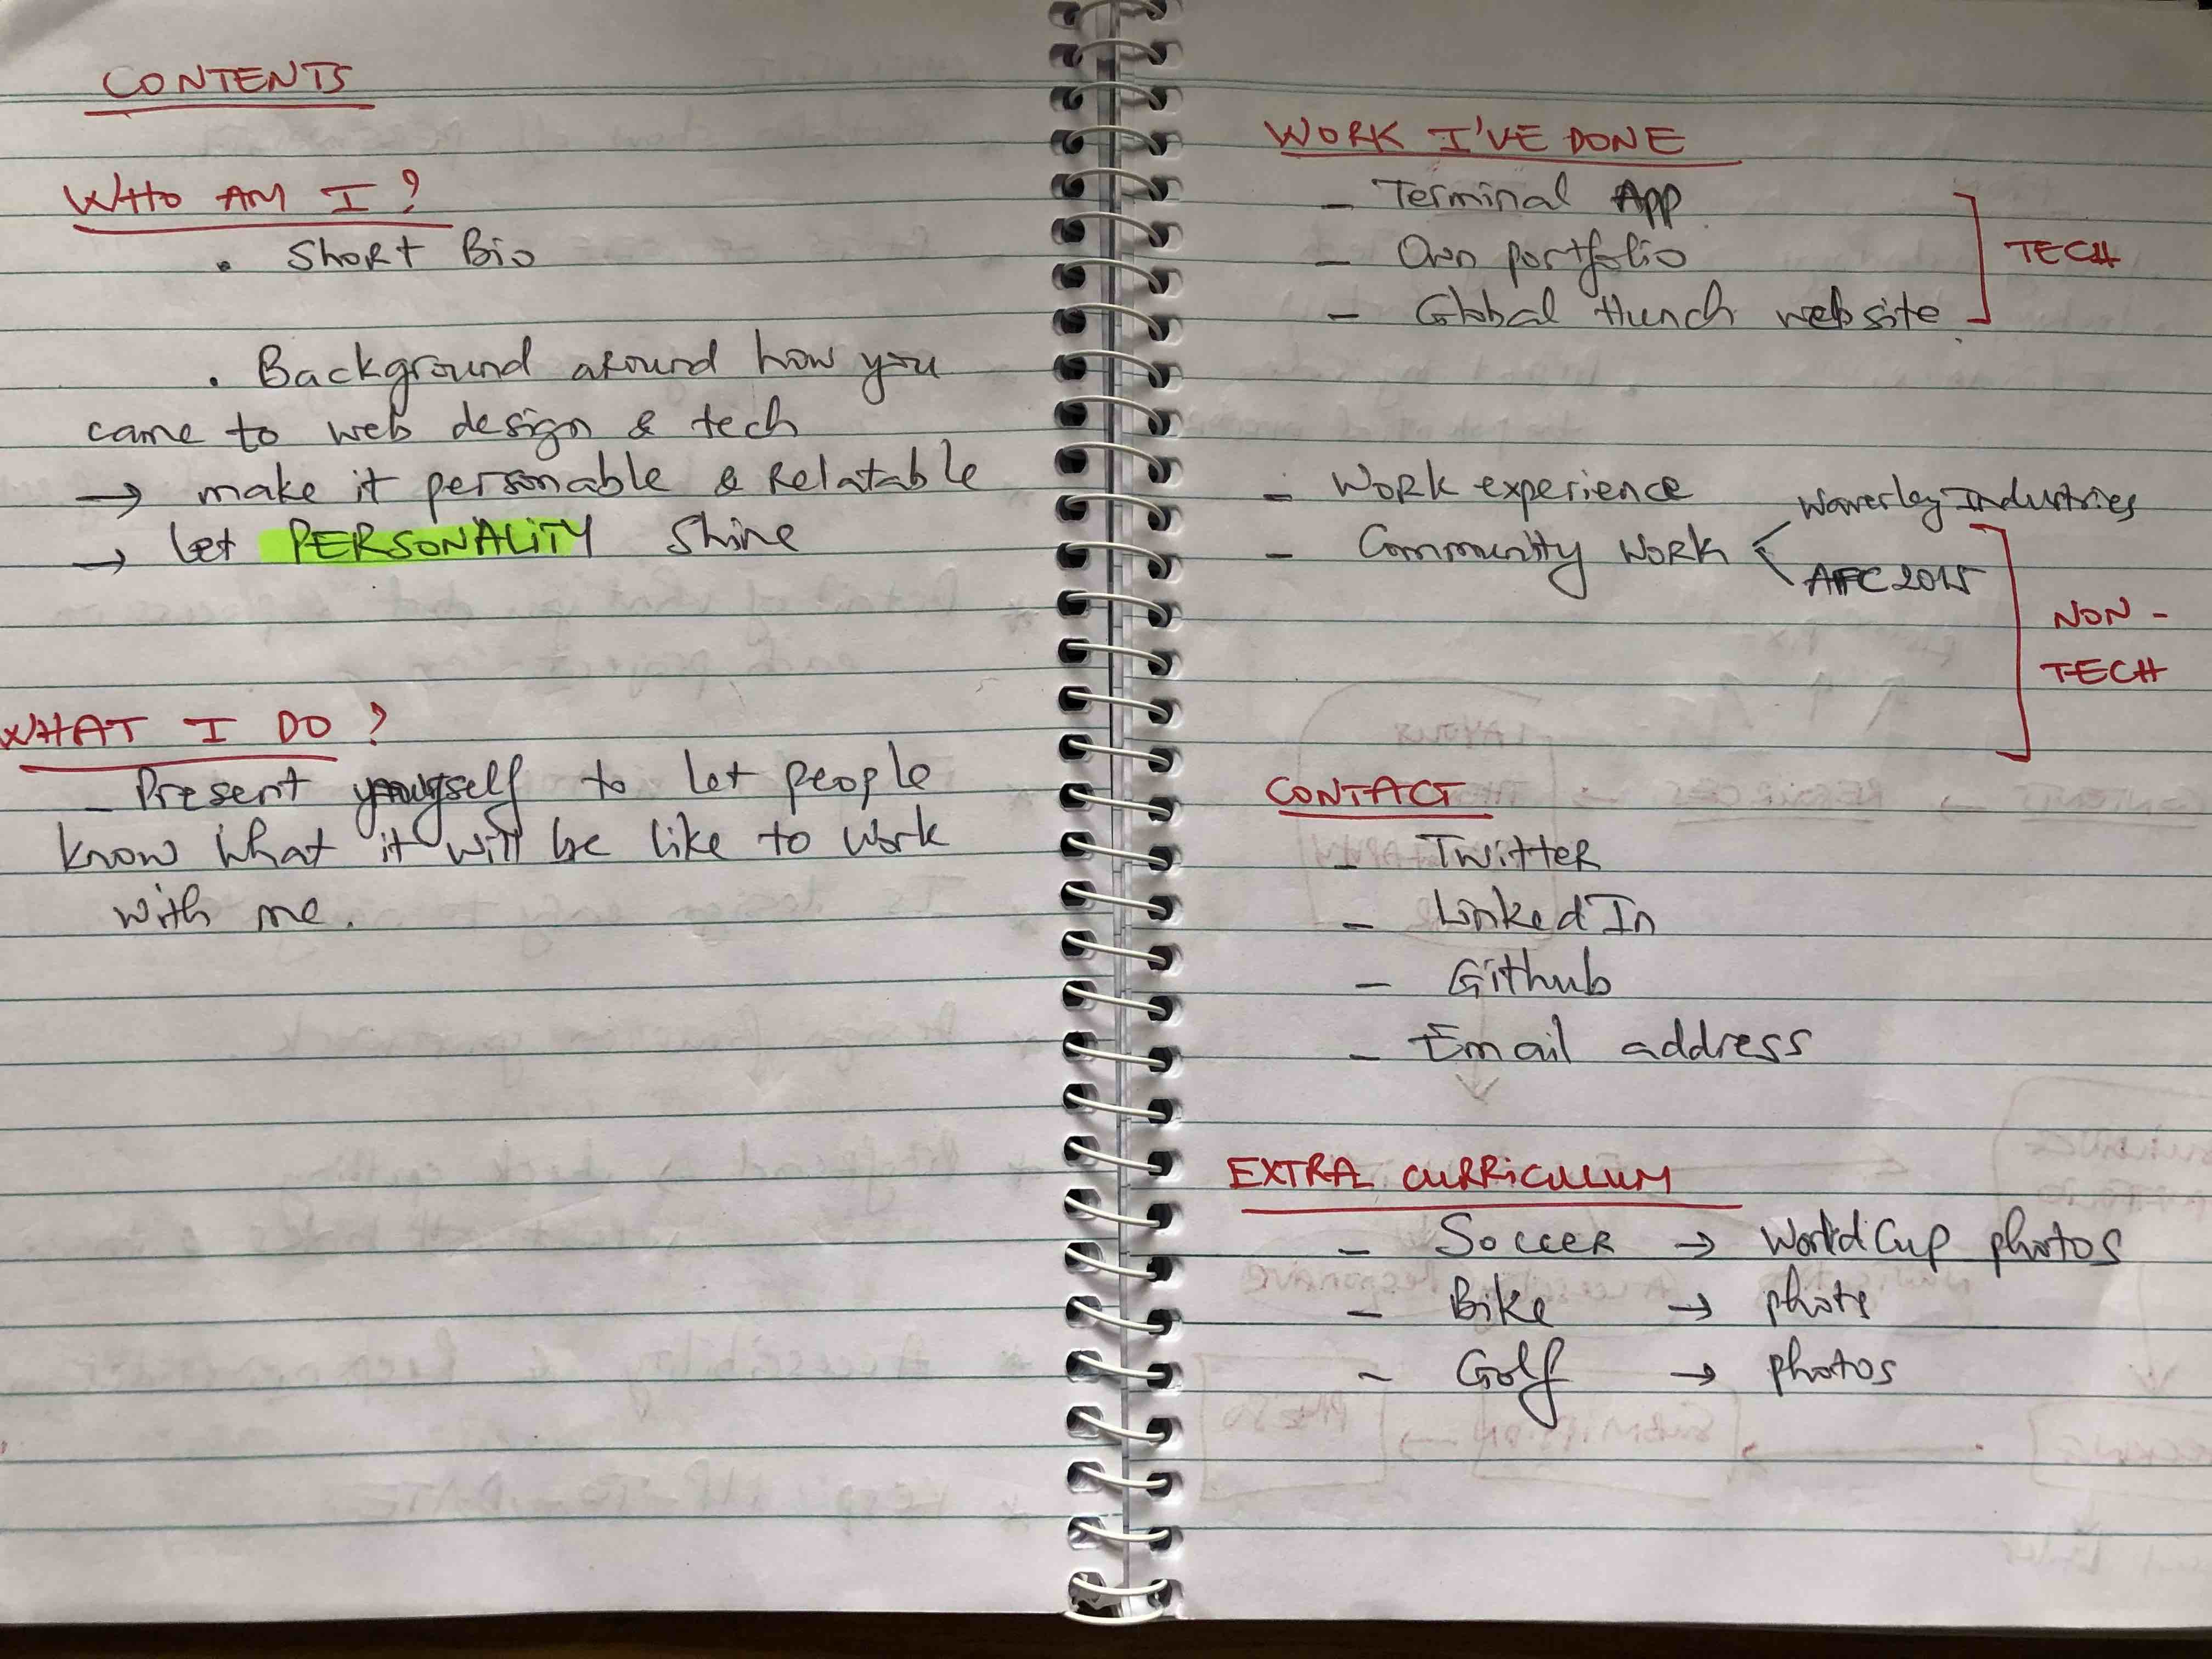 CONTENTS
WHO AM I?
• Short Bio
• Background around how you
came to web design & tech
→ make it personable & Relatable
→ let PERSONALITY Shine
WHAT I DO?
- Present yourself to let people
know what it will be like to work
with me.
WORK I'VE DONE
- Terminal App
- Own portfolio
- Global Hunch website
TECH
- Work experience
- Community Work < Waverley Industries
AFC 2015
NON-
TECH
CONTACT
- Twitter
- LinkedIn
- Github
- Email address
EXTRA CURRICULUM
- Soccer → World Cup photos
- Bike → photo
- Golf → photos